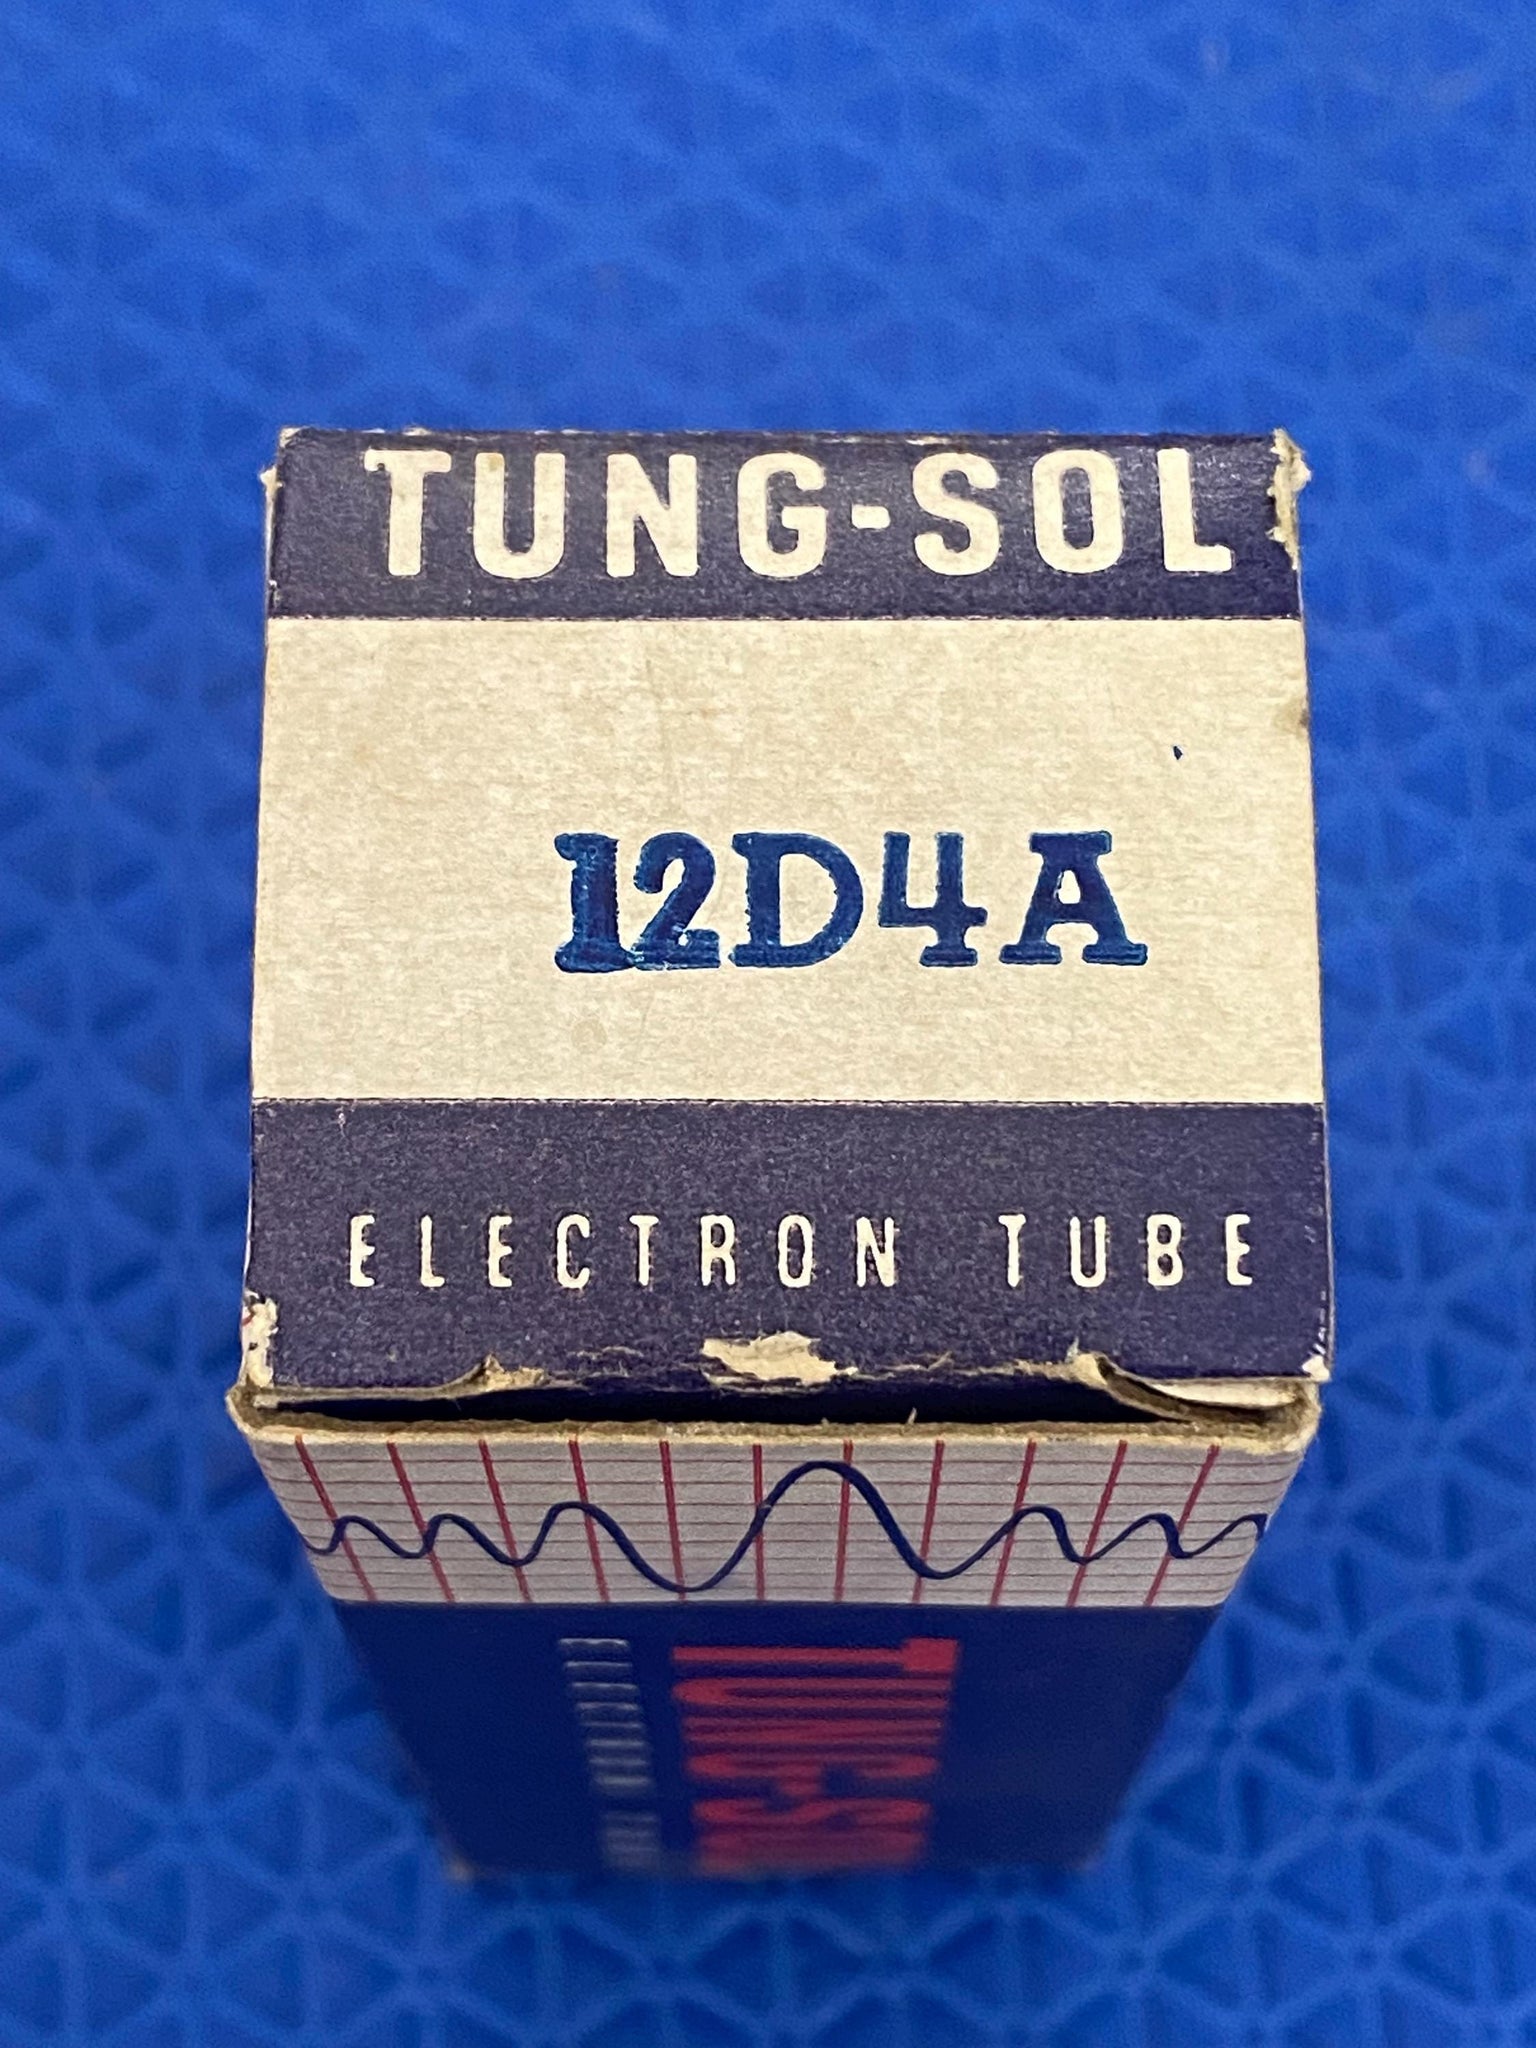 TUNG-SOL
12D4A
ELECTRON TUBE